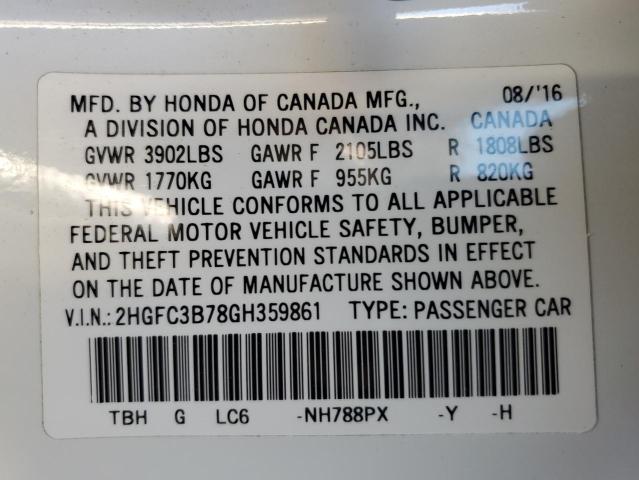 MFD. BY HONDA OF CANADA MFG., 08/'16
A DIVISION OF HONDA CANADA INC. CANADA
GVWR 3902LBS GAWR F 2105LBS R 1808LBS
GVWR 1770KG GAWR F 955KG R 820KG
THIS VEHICLE CONFORMS TO ALL APPLICABLE
FEDERAL MOTOR VEHICLE SAFETY, BUMPER,
AND THEFT PREVENTION STANDARDS IN EFFECT
ON THE DATE OF MANUFACTURE SHOWN ABOVE.
V.I.N.: 2HGFC3B78GH359861 TYPE: PASSENGER CAR
TBH G LC6 -NH788PX -Y -H